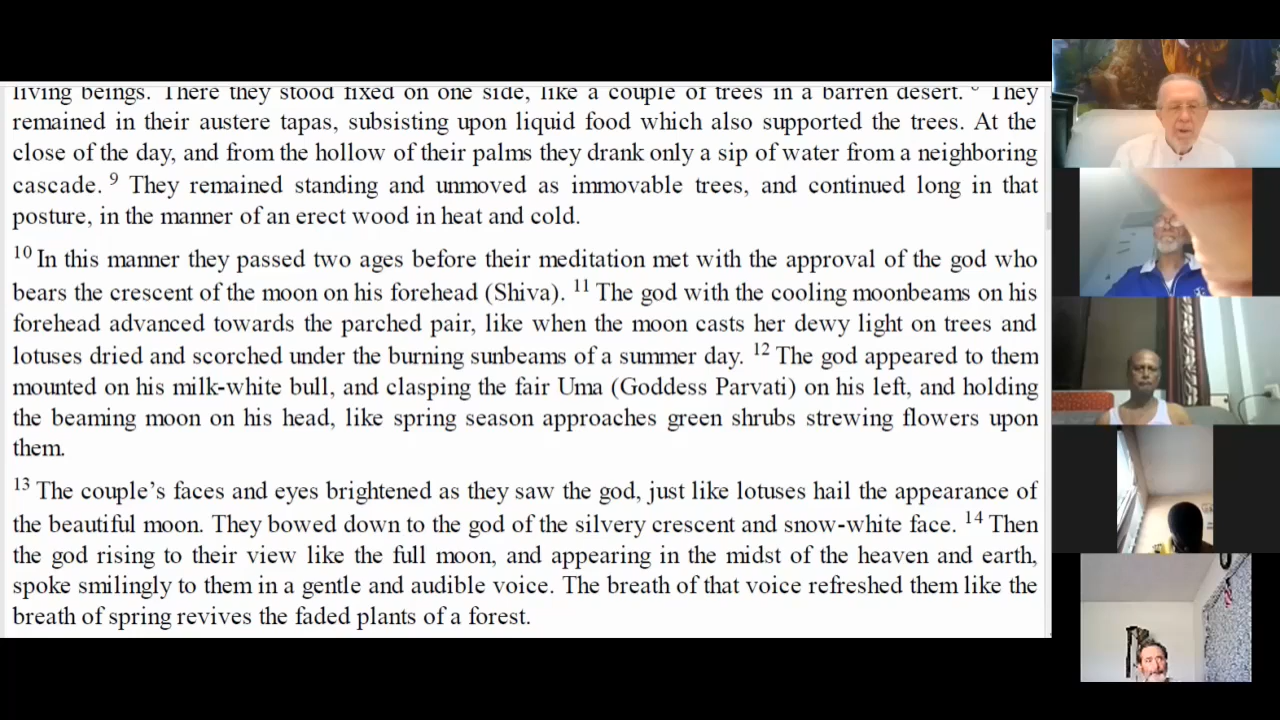 living beings. There they stood fixed on one side, like a couple of trees in a barren desert. 8 They
remained in their austere tapas, subsisting upon liquid food which also supported the trees. At the
close of the day, and from the hollow of their palms they drank only a sip of water from a neighboring
cascade. 9 They remained standing and unmoved as immovable trees, and continued long in that
posture, in the manner of an erect wood in heat and cold.
10 In this manner they passed two ages before their meditation met with the approval of the god who
bears the crescent of the moon on his forehead (Shiva). 11 The god with the cooling moonbeams on his
forehead advanced towards the parched pair, like when the moon casts her dewy light on trees and
lotuses dried and scorched under the burning sunbeams of a summer day. 12 The god appeared to them
mounted on his milk-white bull, and clasping the fair Uma (Goddess Parvati) on his left, and holding
the beaming moon on his head, like spring season approaches green shrubs strewing flowers upon
them.
13 The couple’s faces and eyes brightened as they saw the god, just like lotuses hail the appearance of
the beautiful moon. They bowed down to the god of the silvery crescent and snow-white face. 14 Then
the god rising to their view like the full moon, and appearing in the midst of the heaven and earth,
spoke smilingly to them in a gentle and audible voice. The breath of that voice refreshed them like the
breath of spring revives the faded plants of a forest.